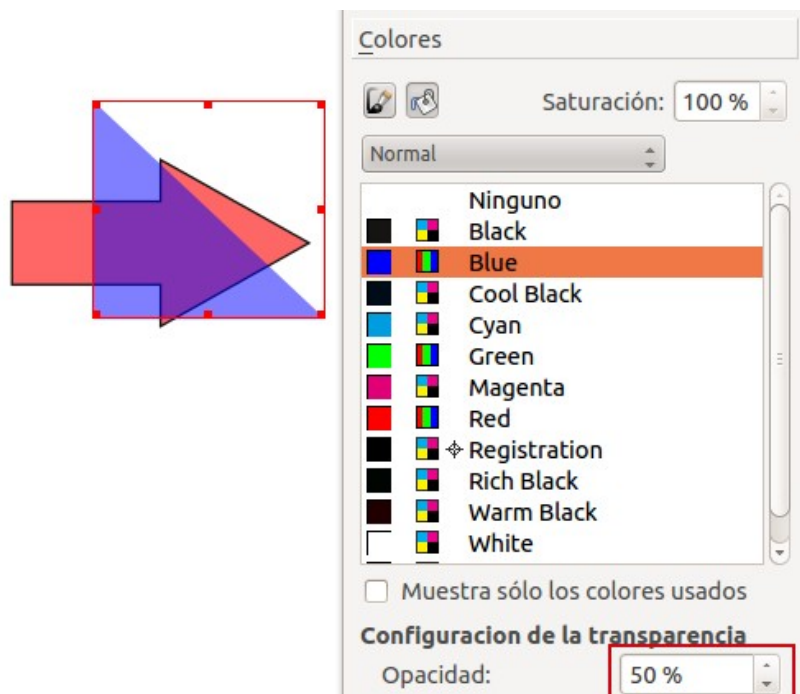 Colores
Saturación: 100 %
Normal
Ninguno
Black
Blue
Cool Black
Cyan
Green
Magenta
Red
Registration
Rich Black
Warm Black
White
Muestra sólo los colores usados
Configuracion de la transparencia
Opacidad: 50 %